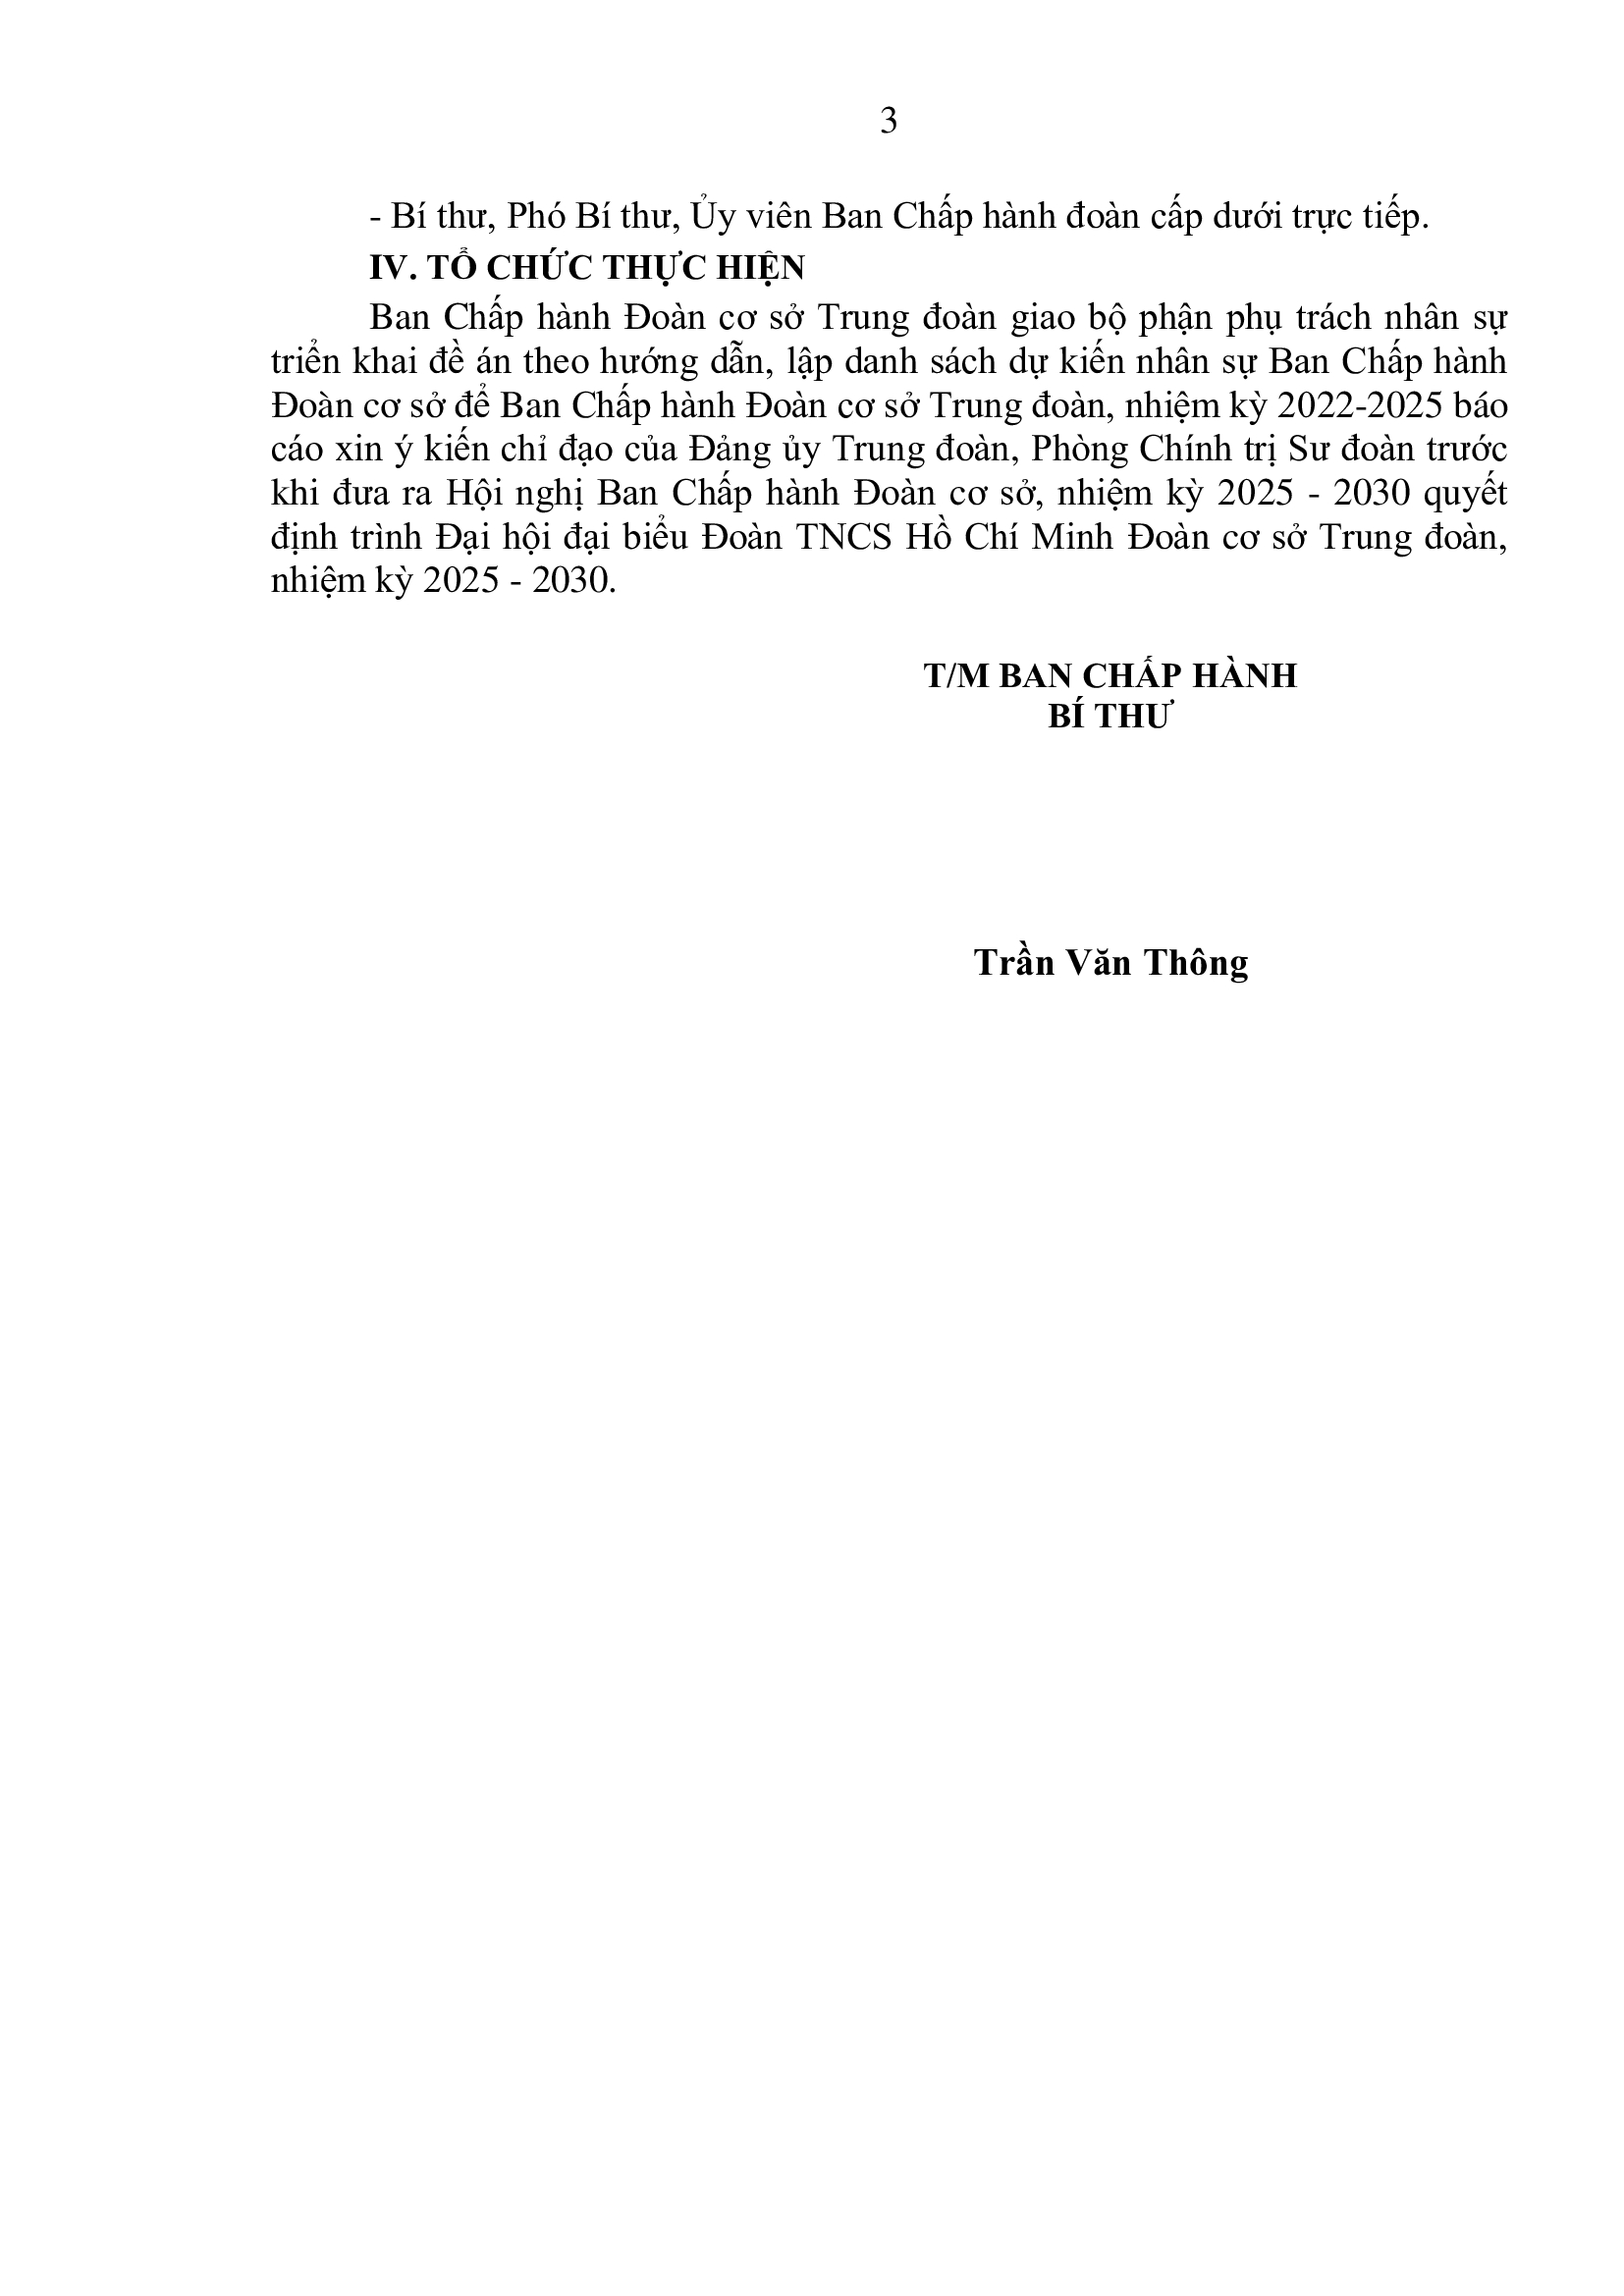 3
- Bí thư, Phó Bí thư, Ủy viên Ban Chấp hành đoàn cấp dưới trực tiếp.
IV. TỔ CHỨC THỰC HIỆN
Ban Chấp hành Đoàn cơ sở Trung đoàn giao bộ phận phụ trách nhân sự
triển khai đề án theo hướng dẫn, lập danh sách dự kiến nhân sự Ban Chấp hành
Đoàn cơ sở để Ban Chấp hành Đoàn cơ sở Trung đoàn, nhiệm kỳ 2022-2025 báo
cáo xin ý kiến chỉ đạo của Đảng ủy Trung đoàn, Phòng Chính trị Sư đoàn trước
khi đưa ra Hội nghị Ban Chấp hành Đoàn cơ sở, nhiệm kỳ 2025 - 2030 quyết
định trình Đại hội đại biểu Đoàn TNCS Hồ Chí Minh Đoàn cơ sở Trung đoàn,
nhiệm kỳ 2025 - 2030.
T/M BAN CHẤP HÀNH
BÍ THƯ
Trần Văn Thông